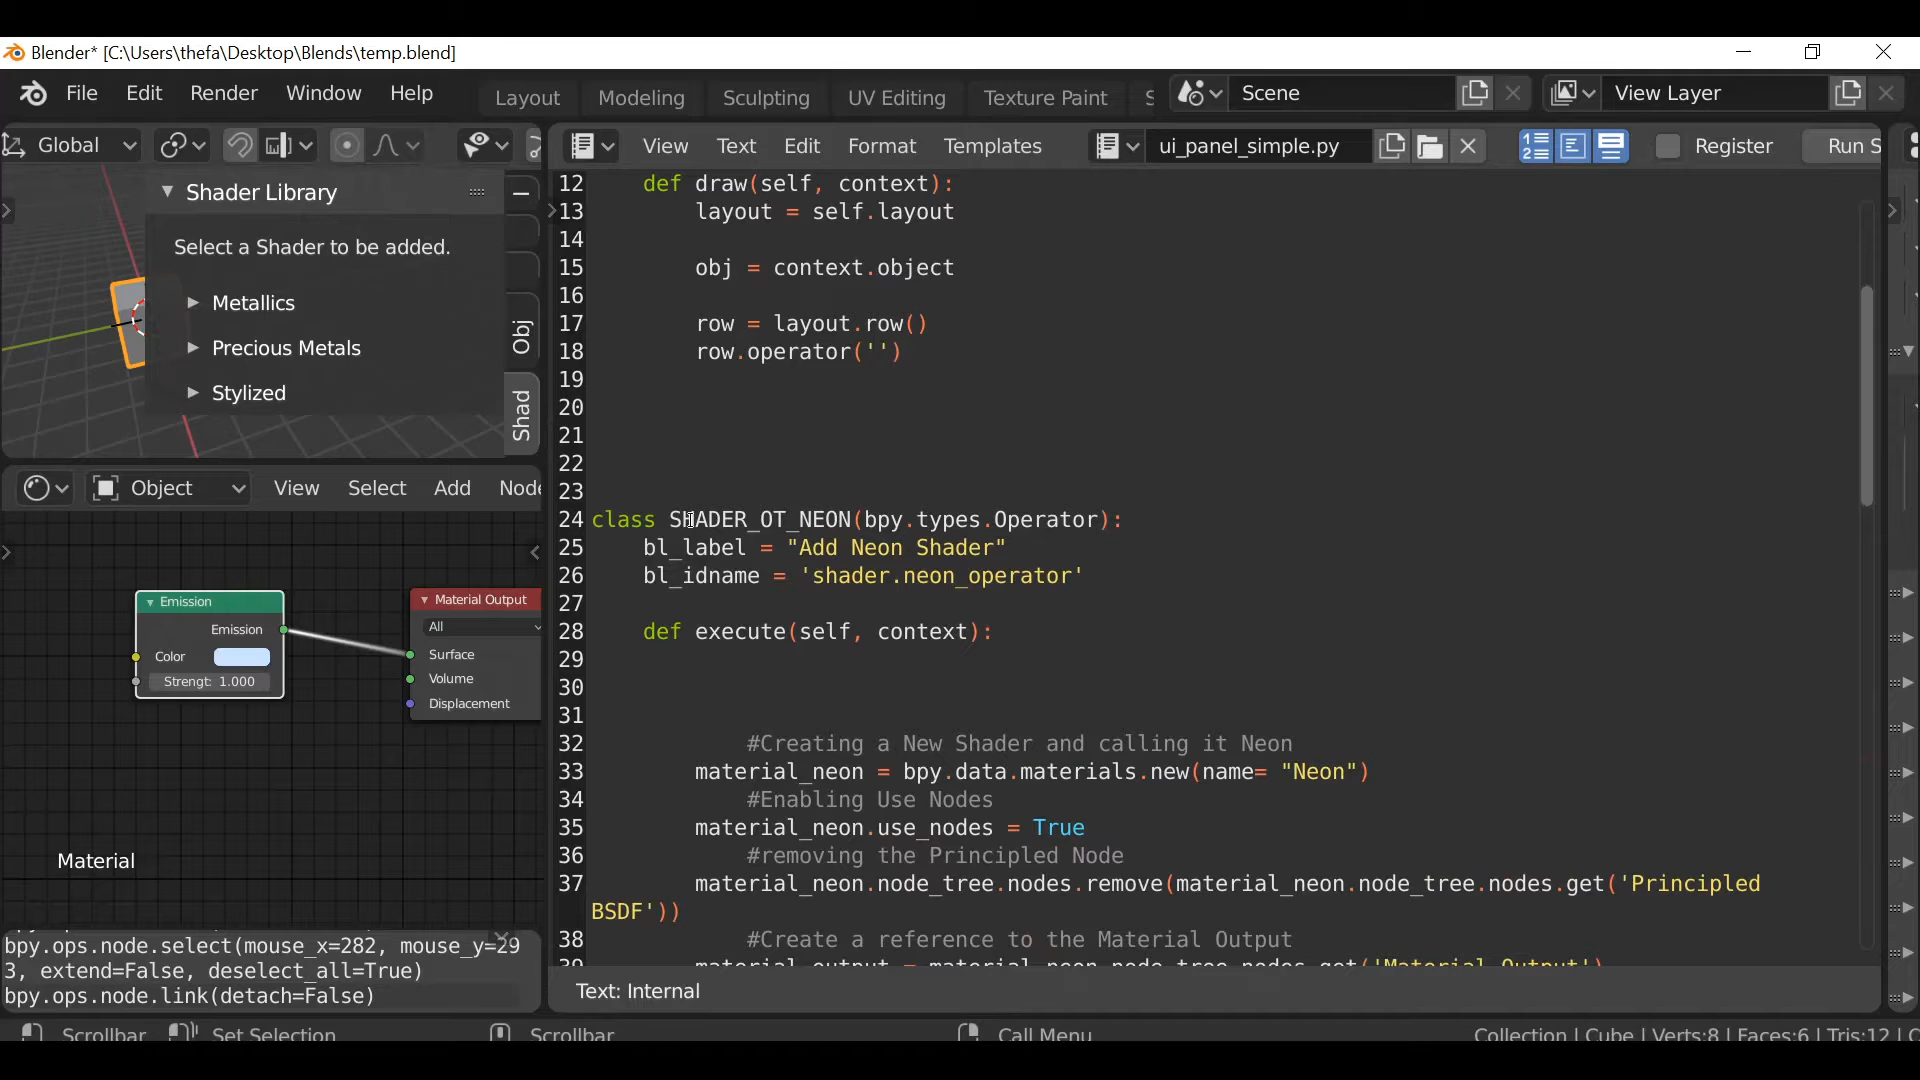 Blender* [C:\Users\thefa\Desktop\Blends\temp.blend]
File Edit Render Window Help Layout Modeling Sculpting UV Editing Texture Paint S Scene View Layer
Global View Text Edit Format Templates ui_panel_simple.py Register Run S
Shader Library
Select a Shader to be added.
Metallics
Precious Metals
Stylized
Obj
Shad
12 def draw(self, context):
13 layout = self.layout
14
15 obj = context.object
16
17 row = layout.row()
18 row.operator('')
19
20
21
22
23
24 class SHADER_OT_NEON(bpy.types.Operator):
25 bl_label = "Add Neon Shader"
26 bl_idname = 'shader.neon_operator'
27
28 def execute(self, context):
29
30
31
32 #Creating a New Shader and calling it Neon
33 material_neon = bpy.data.materials.new(name= "Neon")
34 #Enabling Use Nodes
35 material_neon.use_nodes = True
36 #removing the Principled Node
37 material_neon.node_tree.nodes.remove(material_neon.node_tree.nodes.get('Principled
BSDF'))
38 #Create a reference to the Material Output
39 material_output = material_neon.node_tree.nodes.get('Material Output')
Object View Select Add Node
Emission
Emission
Color
Strengt: 1.000
Material Output
All
Surface
Volume
Displacement
Material
bpy.ops.node.select(mouse_x=282, mouse_y=29
3, extend=False, deselect_all=True)
bpy.ops.node.link(detach=False)
Text: Internal
Scrollbar Set Selection Scrollbar Call Menu Collection | Cube | Verts:8 | Faces:6 | Tris:12 |